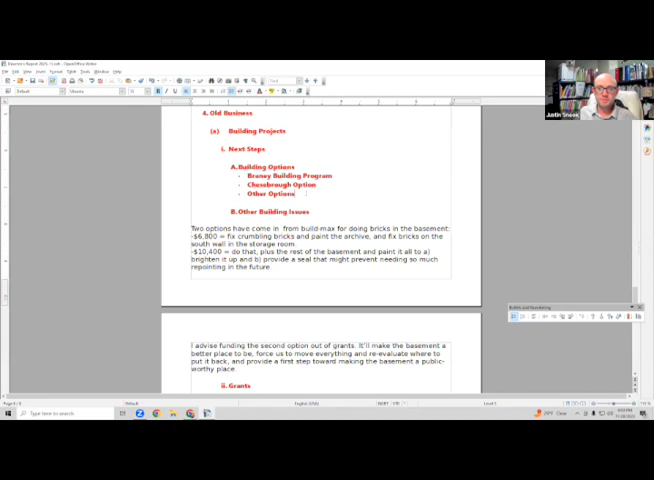 Justin Snook
4. Old Business
(a) Building Projects
i. Next Steps
A. Building Options
- Braney Building Program
- Chesebrough Option
- Other Options
B. Other Building Issues
Two options have come in from build-max for doing bricks in the basement:
-$6,800 = fix crumbling bricks and paint the archive, and fix bricks on the
south wall in the storage room.
-$10,400 = do that, plus the rest of the basement and paint it all to a)
brighten it up and b) provide a seal that might prevent needing so much
repointing in the future.
I advise funding the second option out of grants. It'll make the basement a
better place to be, force us to move everything and re-evaluate where to
put it back, and provide a first step toward making the basement a public-
worthy place.
ii. Grants
Bullets and Numbering
English (USA)
Type here to search